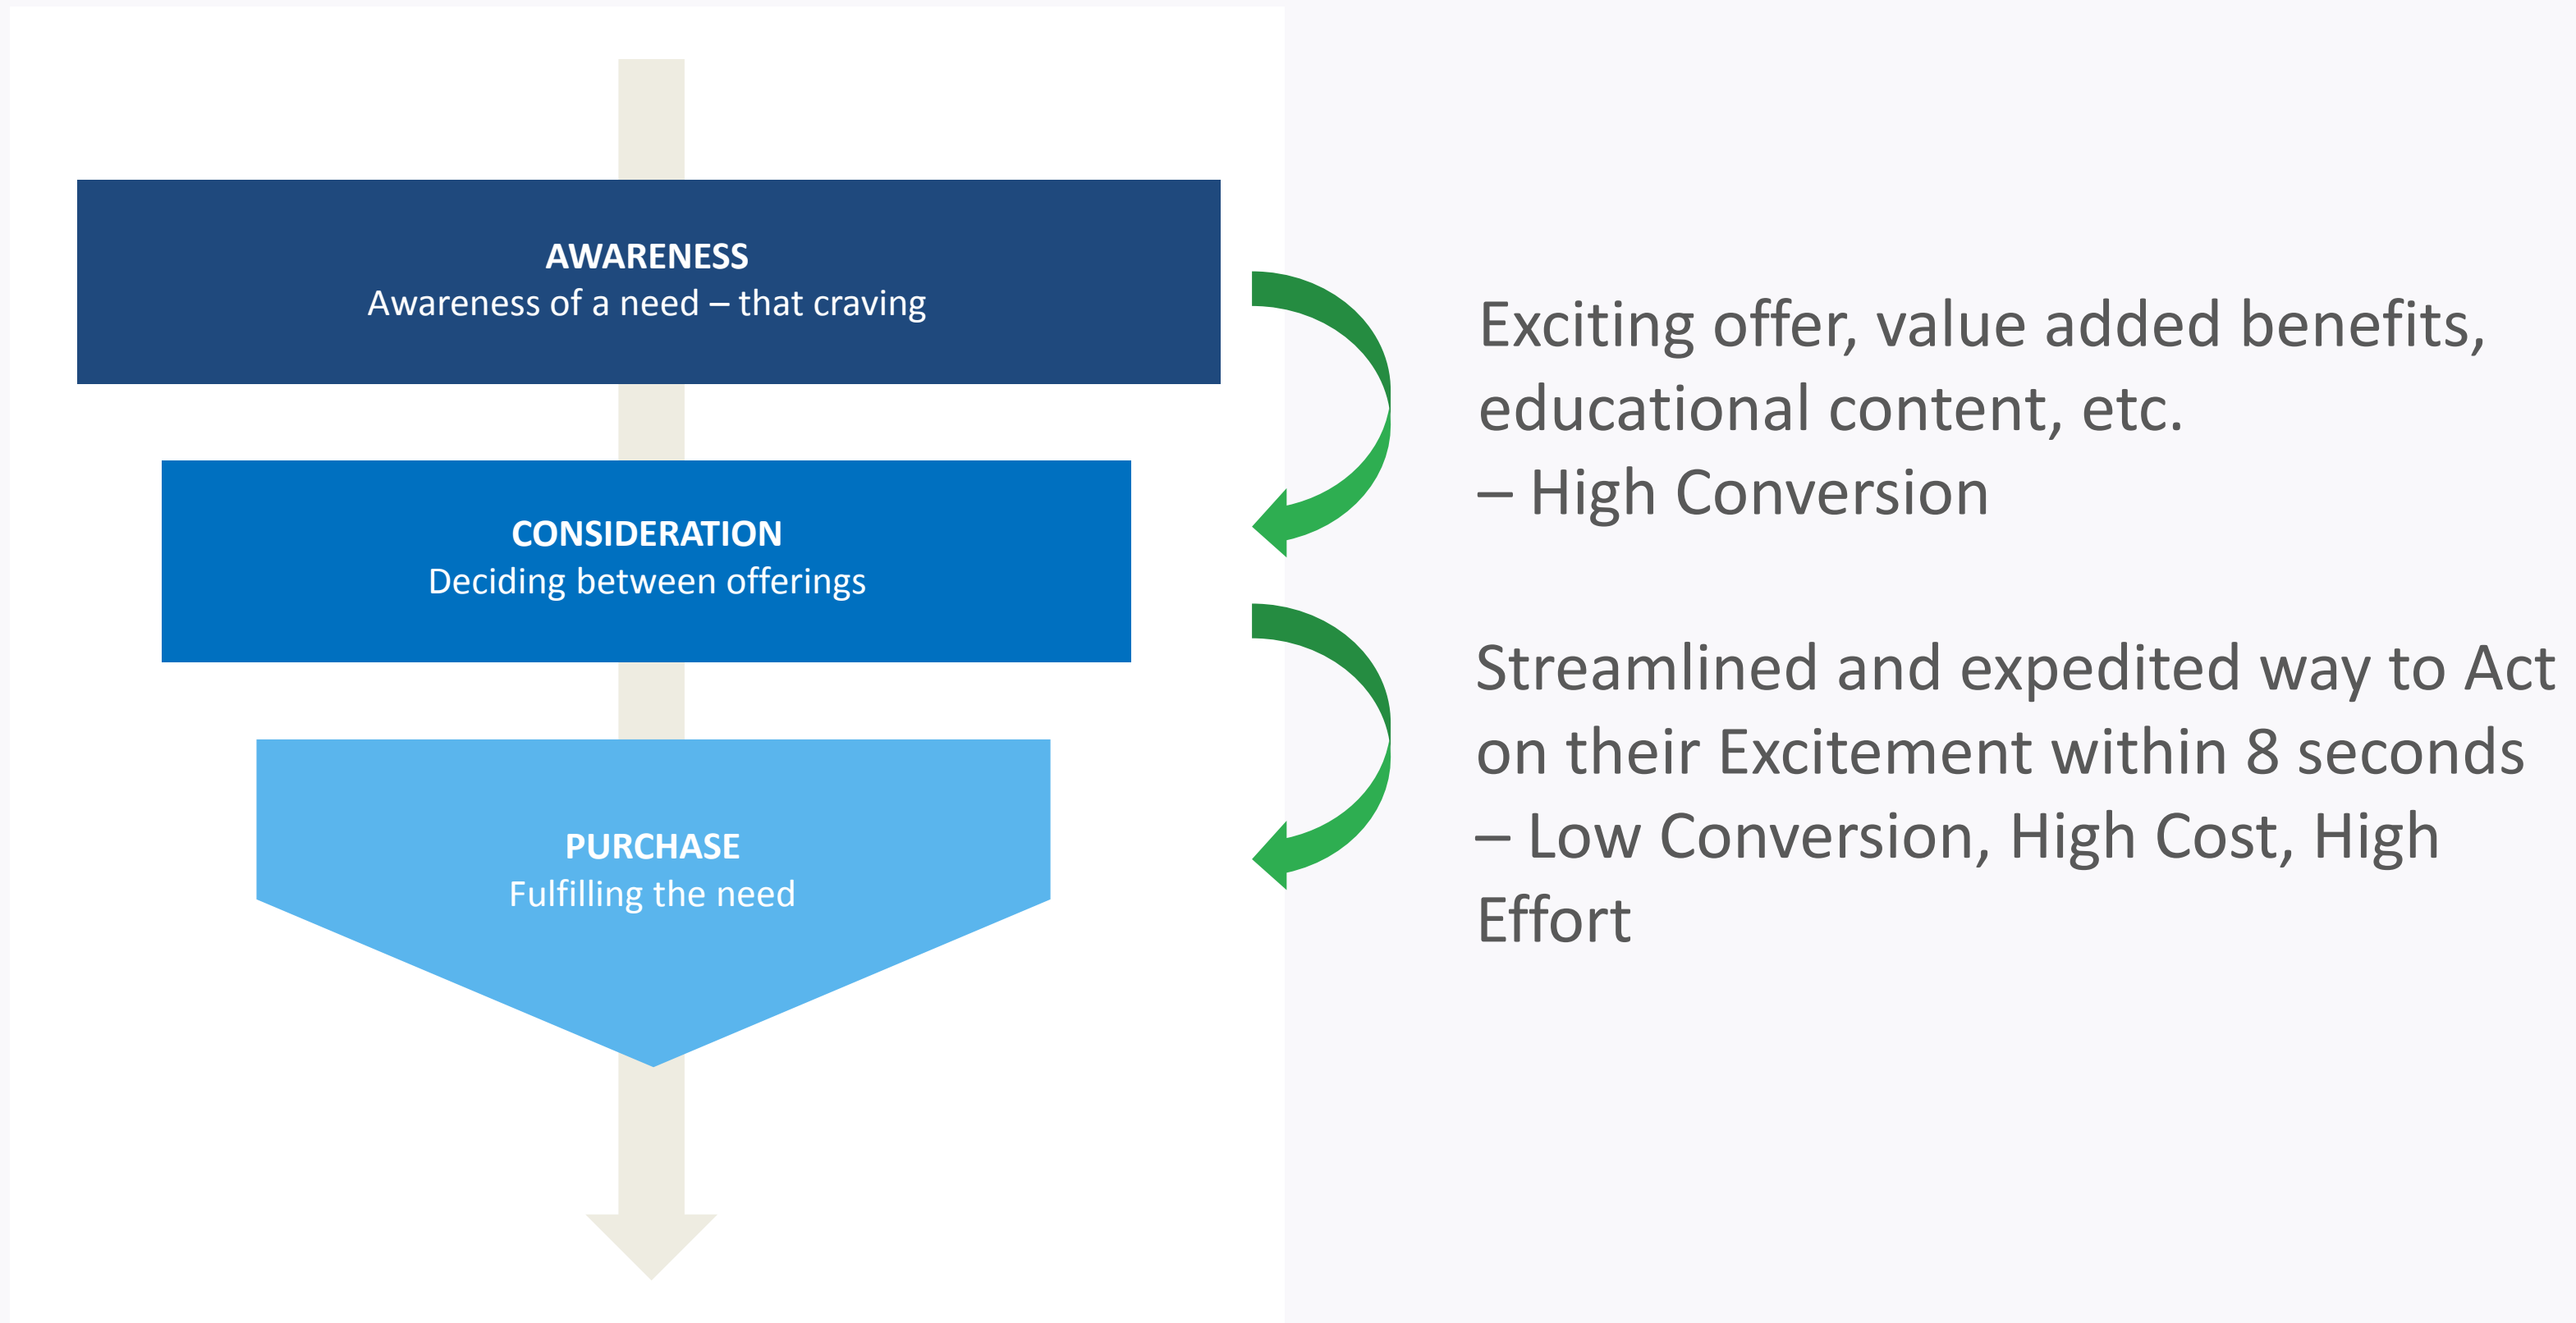 AWARENESS
Awareness of a need – that craving
Exciting offer, value added benefits,
educational content, etc.
– High Conversion
CONSIDERATION
Deciding between offerings
Streamlined and expedited way to Act
on their Excitement within 8 seconds
– Low Conversion, High Cost, High
Effort
PURCHASE
Fulfilling the need